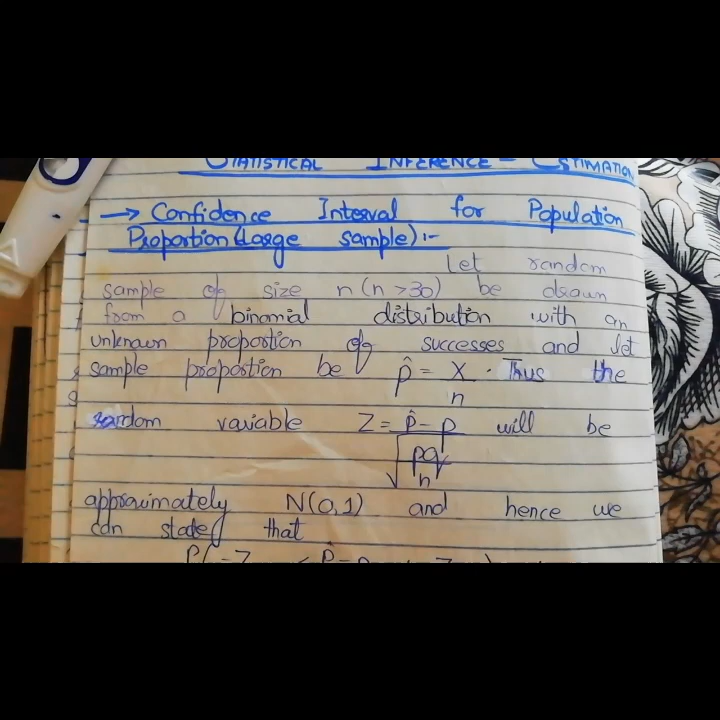 STATISTICAL INFERENCE - ESTIMATION
→ Confidence Interval for Population
Proportion (large sample) :-
Let random
sample of size n (n >30) be drawn
from a binomial distribution with an
unknown proportion of successes and let
sample proportion be p̂ = X/n . Thus the
random variable Z = (p̂ - p)/√(pq/n) will be
approximately N(0,1) and hence we
can state that